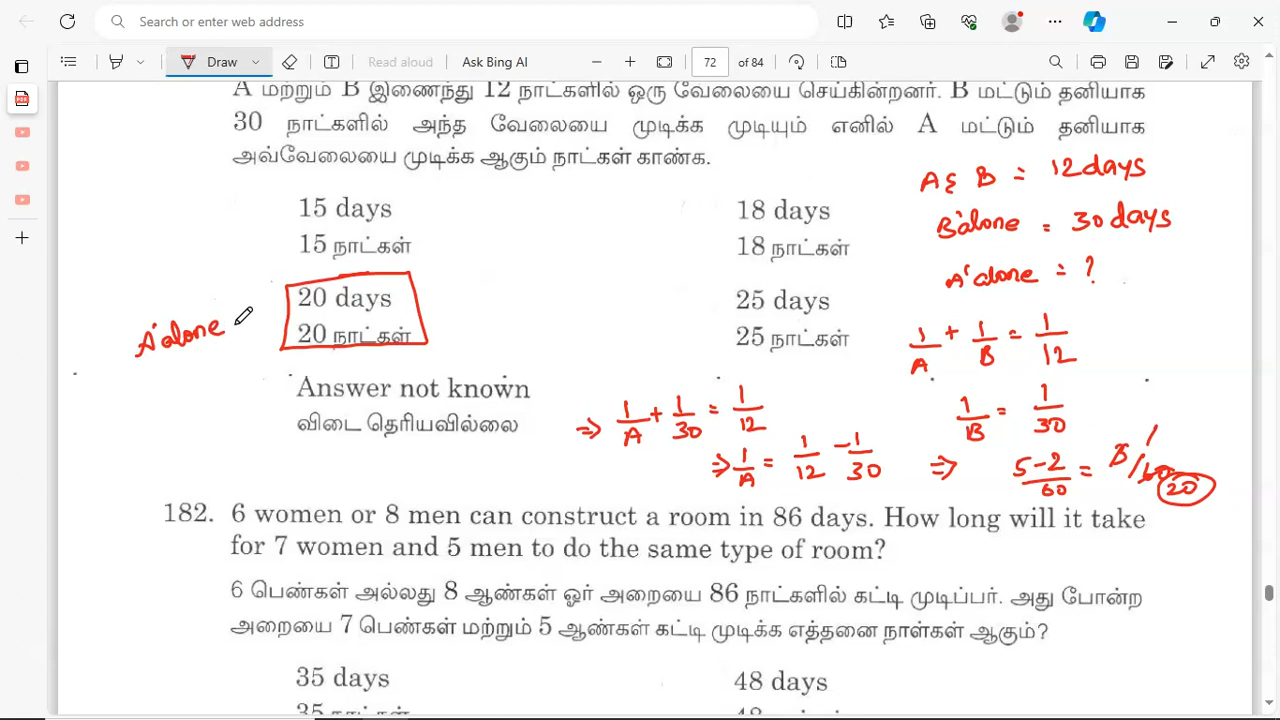 Search or enter web address
Draw
Read aloud
Ask Bing AI
72
of 84
A மற்றும் B இணைந்து 12 நாட்களில் ஒரு வேலையை செய்கின்றனர். B மட்டும் தனியாக
30 நாட்களில் அந்த வேலையை முடிக்க முடியும் எனில் A மட்டும் தனியாக
அவ்வேலையை முடிக்க ஆகும் நாட்கள் காண்க.
A & B = 12 days
15 days
18 days
B alone = 30 days
15 நாட்கள்
18 நாட்கள்
A alone = ?
20 days
25 days
A alone
20 நாட்கள்
25 நாட்கள்
1/A + 1/B = 1/12
Answer not known
விடை தெரியவில்லை
⇒ 1/A + 1/30 = 1/12
1/B = 1/30
⇒ 1/A = 1/12 - 1/30
⇒ 5-2/60 = 3/60
1
20
182. 6 women or 8 men can construct a room in 86 days. How long will it take
for 7 women and 5 men to do the same type of room?
6 பெண்கள் அல்லது 8 ஆண்கள் ஓர் அறையை 86 நாட்களில் கட்டி முடிப்பர். அது போன்ற
அறையை 7 பெண்கள் மற்றும் 5 ஆண்கள் கட்டி முடிக்க எத்தனை நாள்கள் ஆகும்?
35 days
48 days